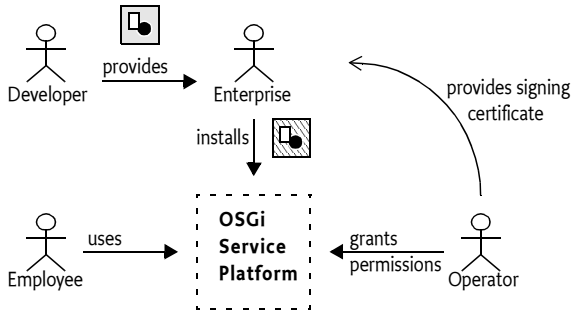 provides
Developer
Enterprise
provides signing
certificate
installs
OSGi
Service
Platform
uses
grants
permissions
Employee
Operator